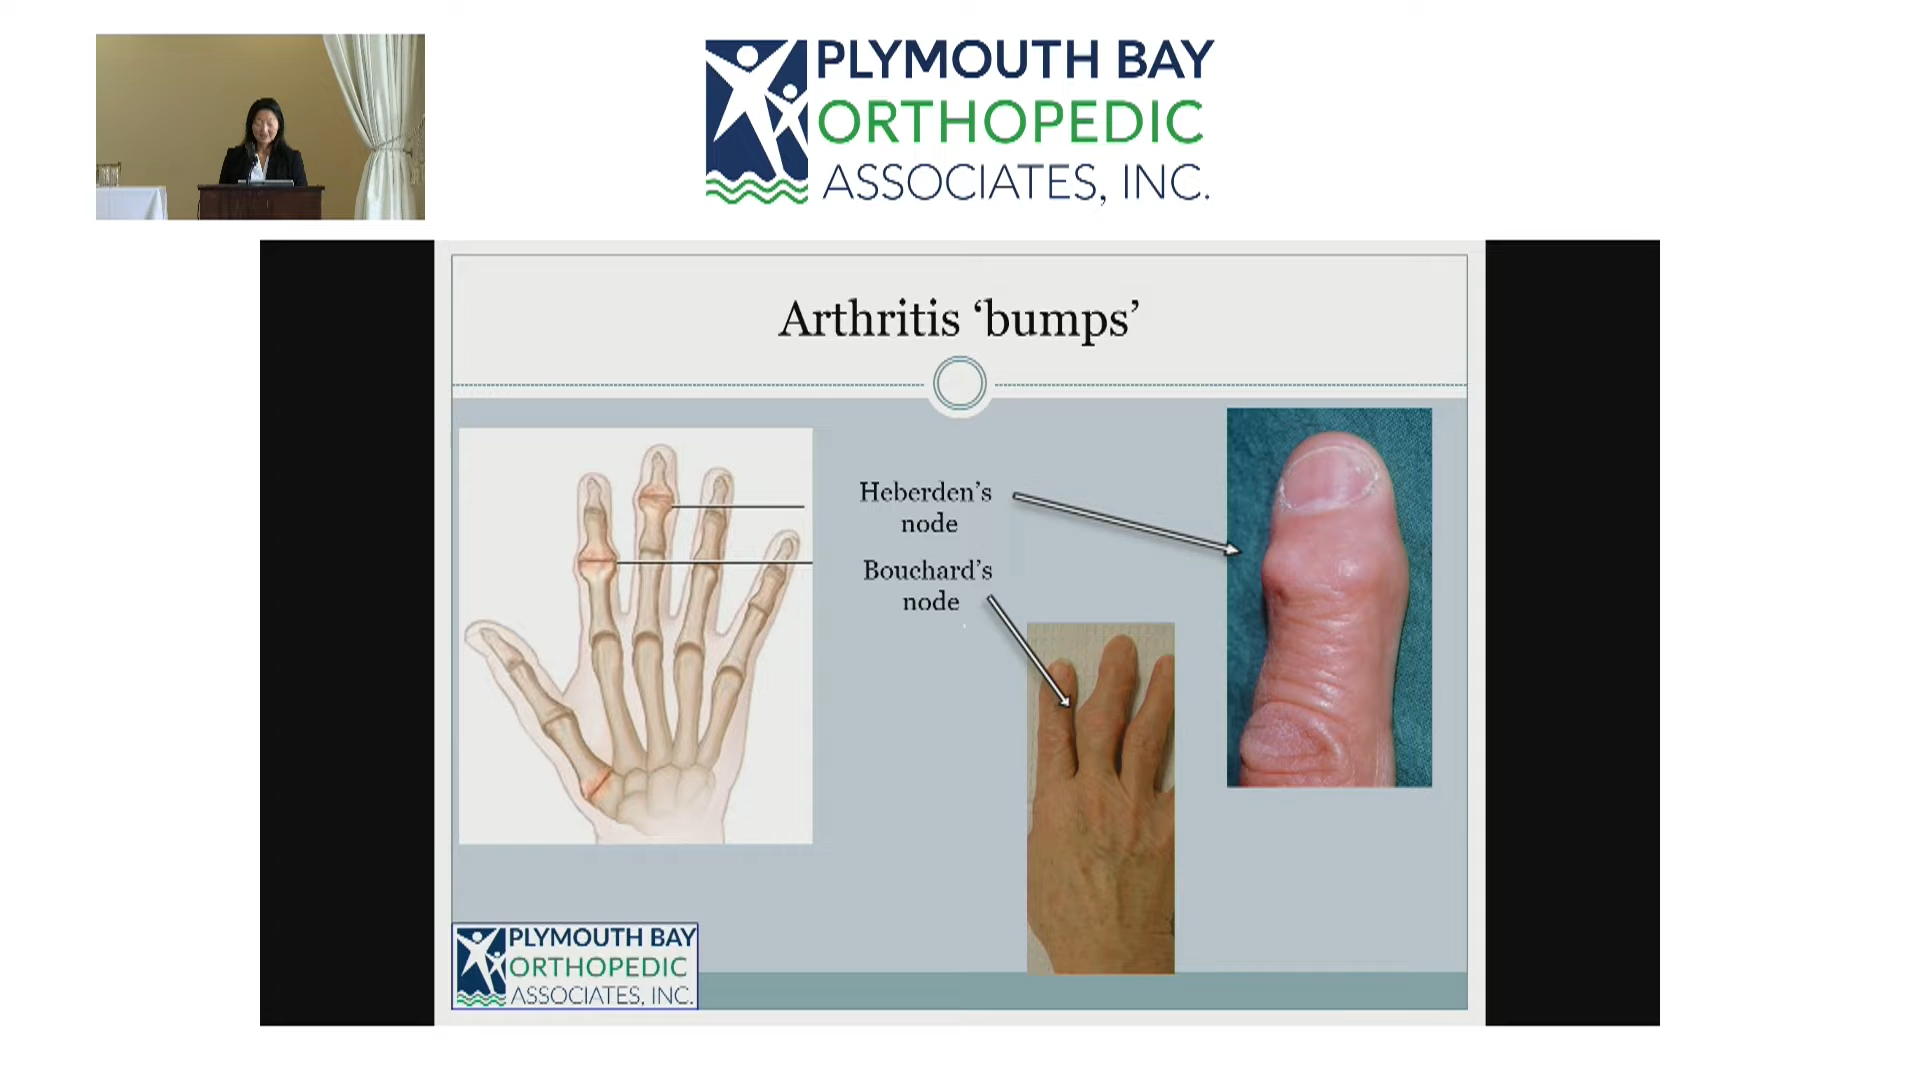 PLYMOUTH BAY
ORTHOPEDIC
ASSOCIATES, INC.
Arthritis ‘bumps’
Heberden’s
node
Bouchard’s
node
PLYMOUTH BAY
ORTHOPEDIC
ASSOCIATES, INC.